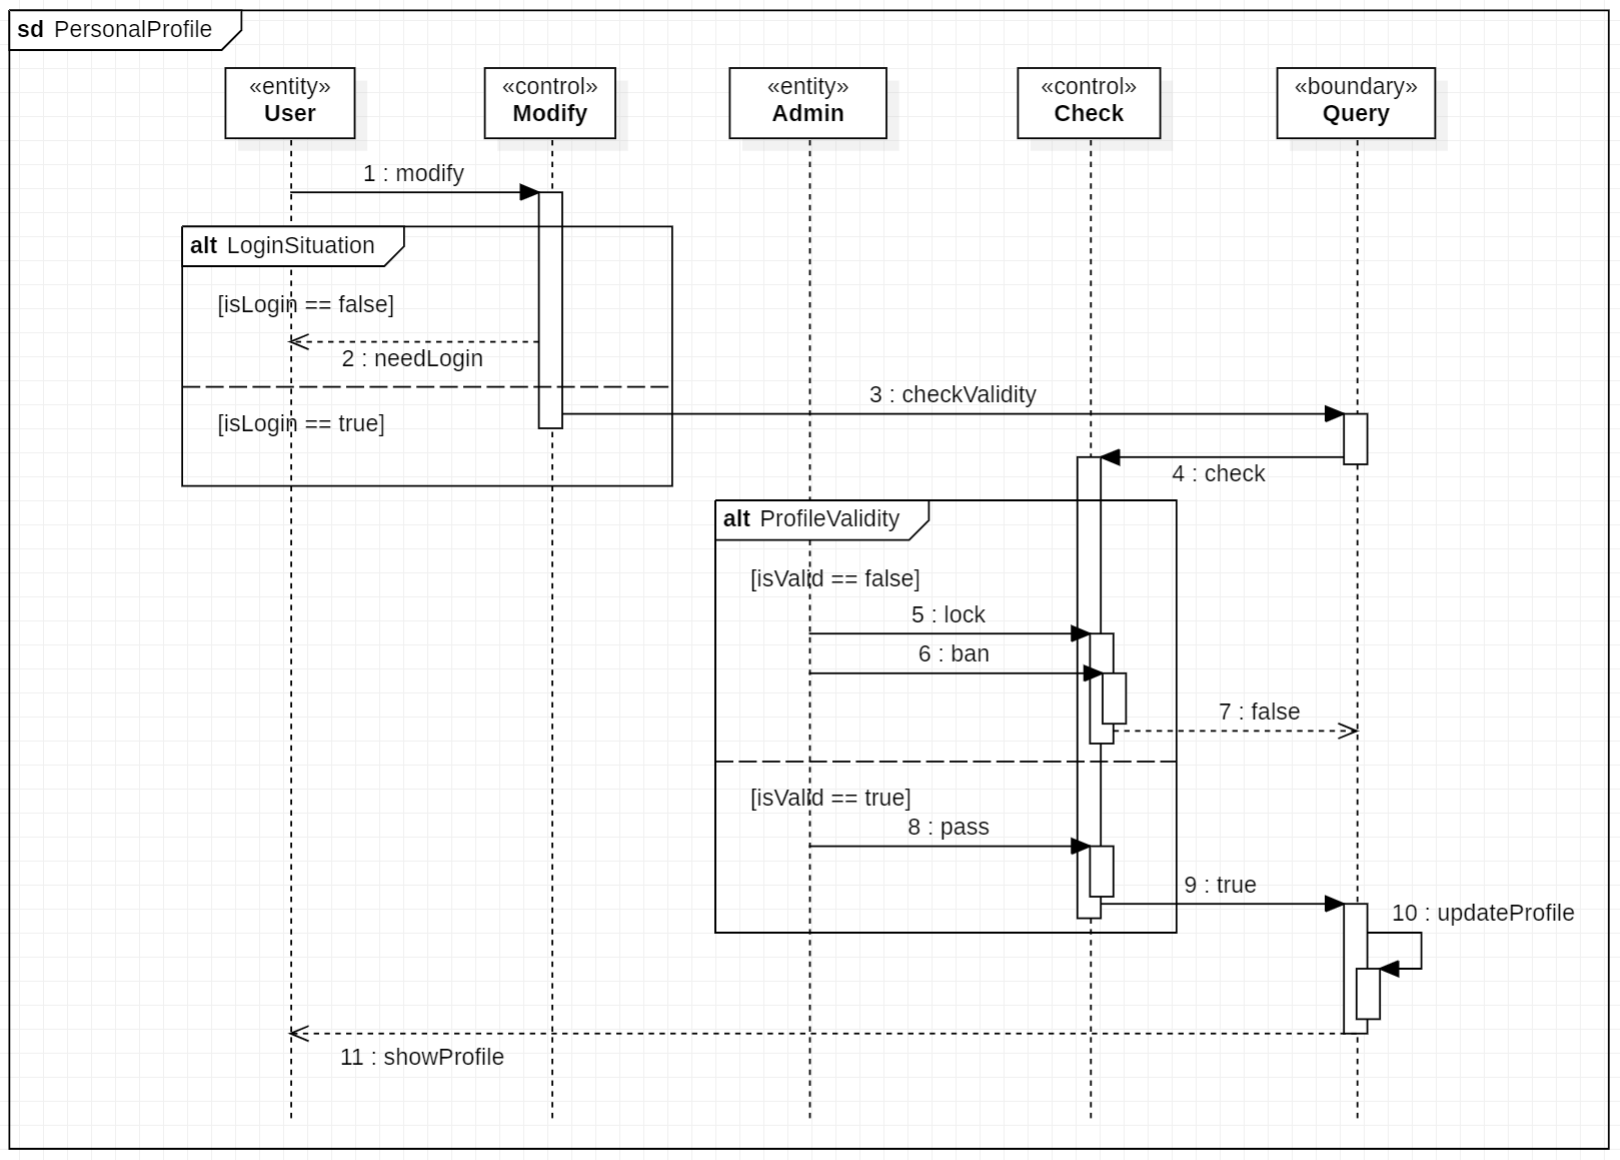 sd PersonalProfile
«entity»
User
«control»
Modify
«entity»
Admin
«control»
Check
«boundary»
Query
1 : modify
alt LoginSituation
[isLogin == false]
2 : needLogin
3 : checkValidity
[isLogin == true]
4 : check
alt ProfileValidity
[isValid == false]
5 : lock
6 : ban
7 : false
[isValid == true]
8 : pass
9 : true
10 : updateProfile
11 : showProfile